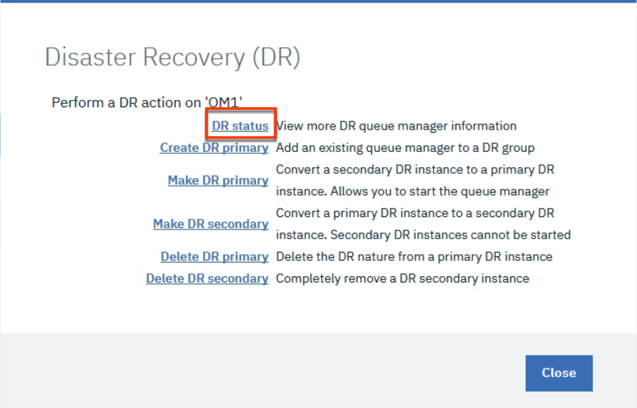 Disaster Recovery (DR)
Perform a DR action on 'QM1'
DR status View more DR queue manager information
Create DR primary Add an existing queue manager to a DR group
Make DR primary Convert a secondary DR instance to a primary DR
instance. Allows you to start the queue manager
Make DR secondary Convert a primary DR instance to a secondary DR
instance. Secondary DR instances cannot be started
Delete DR primary Delete the DR nature from a primary DR instance
Delete DR secondary Completely remove a DR secondary instance
Close